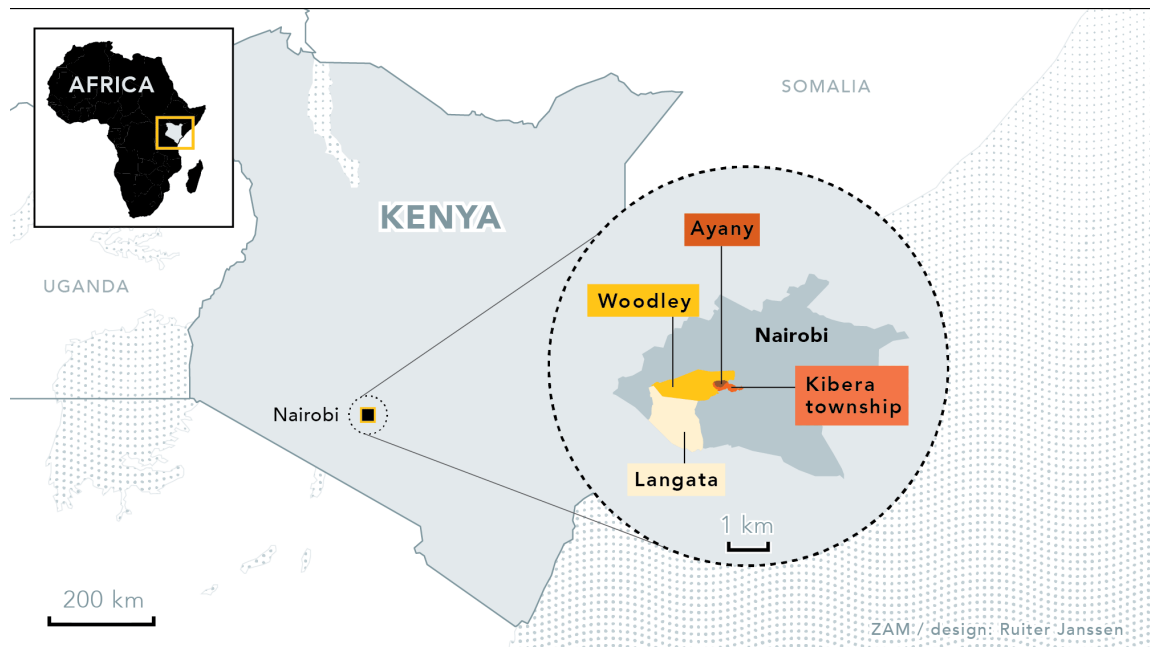 AFRICA
SOMALIA
KENYA
UGANDA
Ayany
Woodley
Nairobi
Kibera
township
Nairobi
Langata
1 km
200 km
ZAM / design: Ruiter Janssen